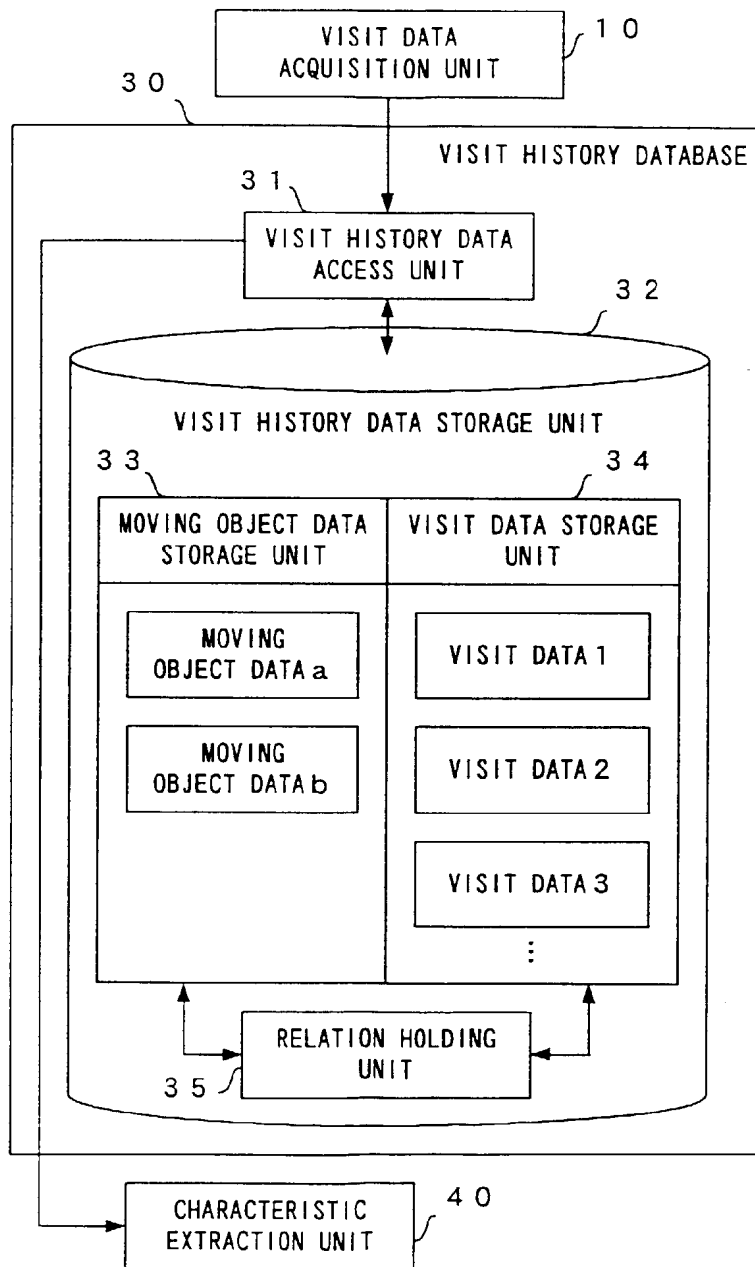 VISIT DATA
ACQUISITION UNIT
10
30
VISIT HISTORY DATABASE
31
VISIT HISTORY DATA
ACCESS UNIT
32
VISIT HISTORY DATA STORAGE UNIT
33
34
MOVING OBJECT DATA
STORAGE UNIT
VISIT DATA STORAGE
UNIT
MOVING
OBJECT DATA a
VISIT DATA 1
MOVING
OBJECT DATA b
VISIT DATA 2
VISIT DATA 3
⋮
RELATION HOLDING
UNIT
35
CHARACTERISTIC
EXTRACTION UNIT
40